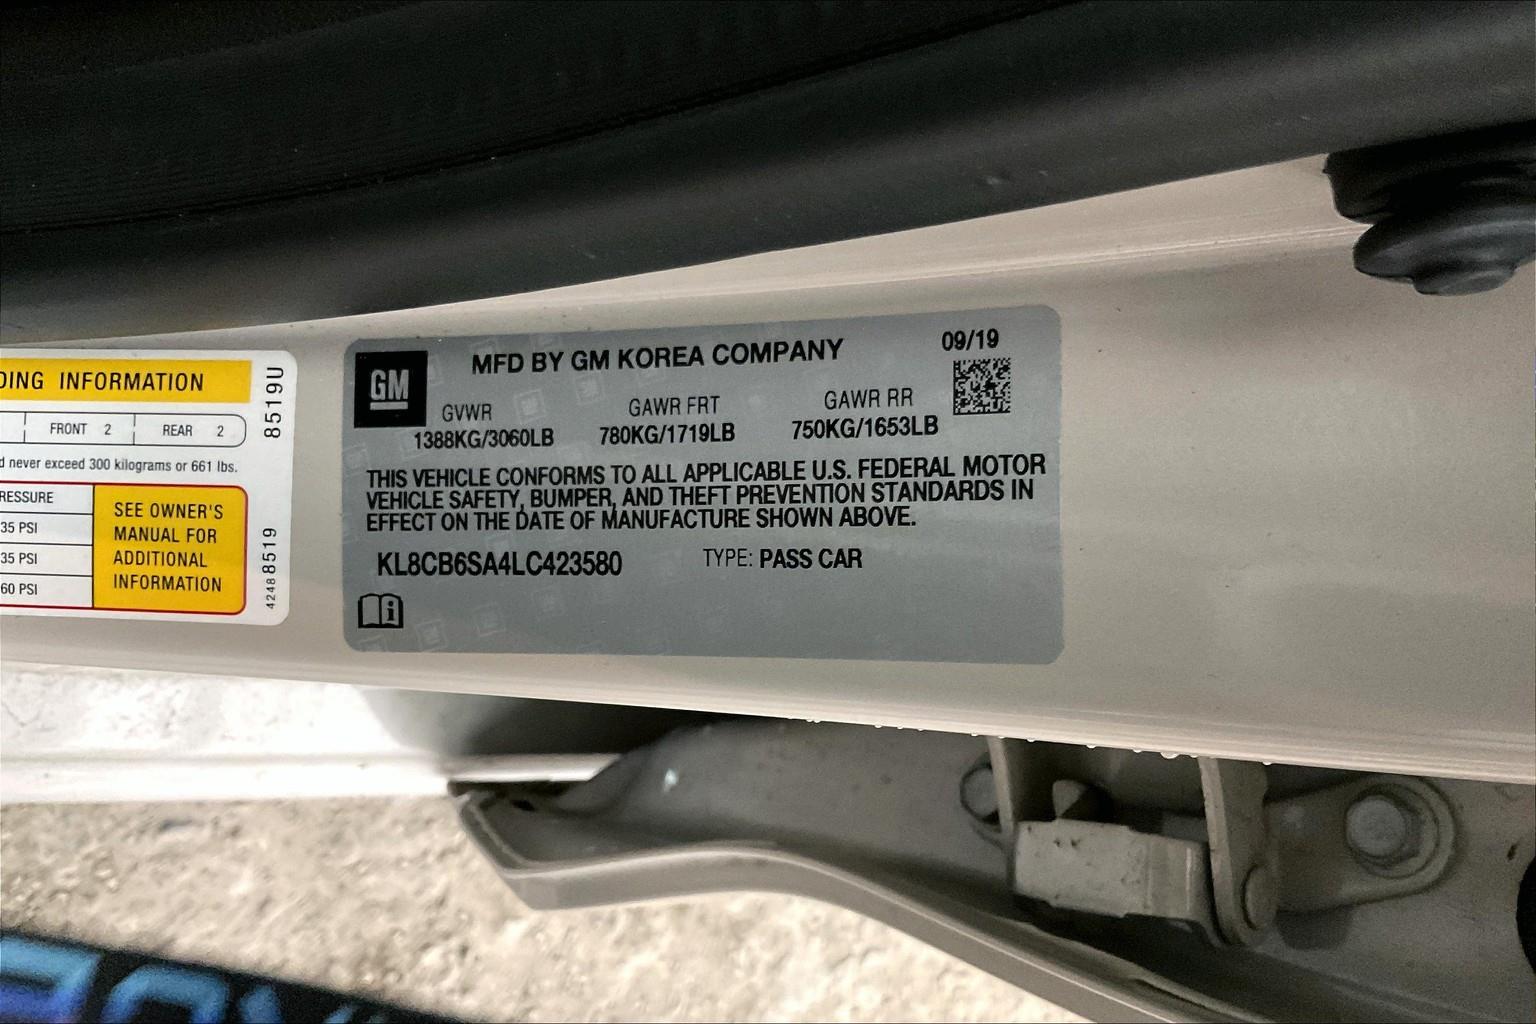 DING INFORMATION
FRONT 2 REAR 2
d never exceed 300 kilograms or 661 lbs.
RESSURE
35 PSI
35 PSI
60 PSI
SEE OWNER'S
MANUAL FOR
ADDITIONAL
INFORMATION
8519U
42488519
GM
MFD BY GM KOREA COMPANY
09/19
GVWR GAWR FRT GAWR RR
1388KG/3060LB 780KG/1719LB 750KG/1653LB
THIS VEHICLE CONFORMS TO ALL APPLICABLE U.S. FEDERAL MOTOR
VEHICLE SAFETY, BUMPER, AND THEFT PREVENTION STANDARDS IN
EFFECT ON THE DATE OF MANUFACTURE SHOWN ABOVE.
KL8CB6SA4LC423580 TYPE: PASS CAR